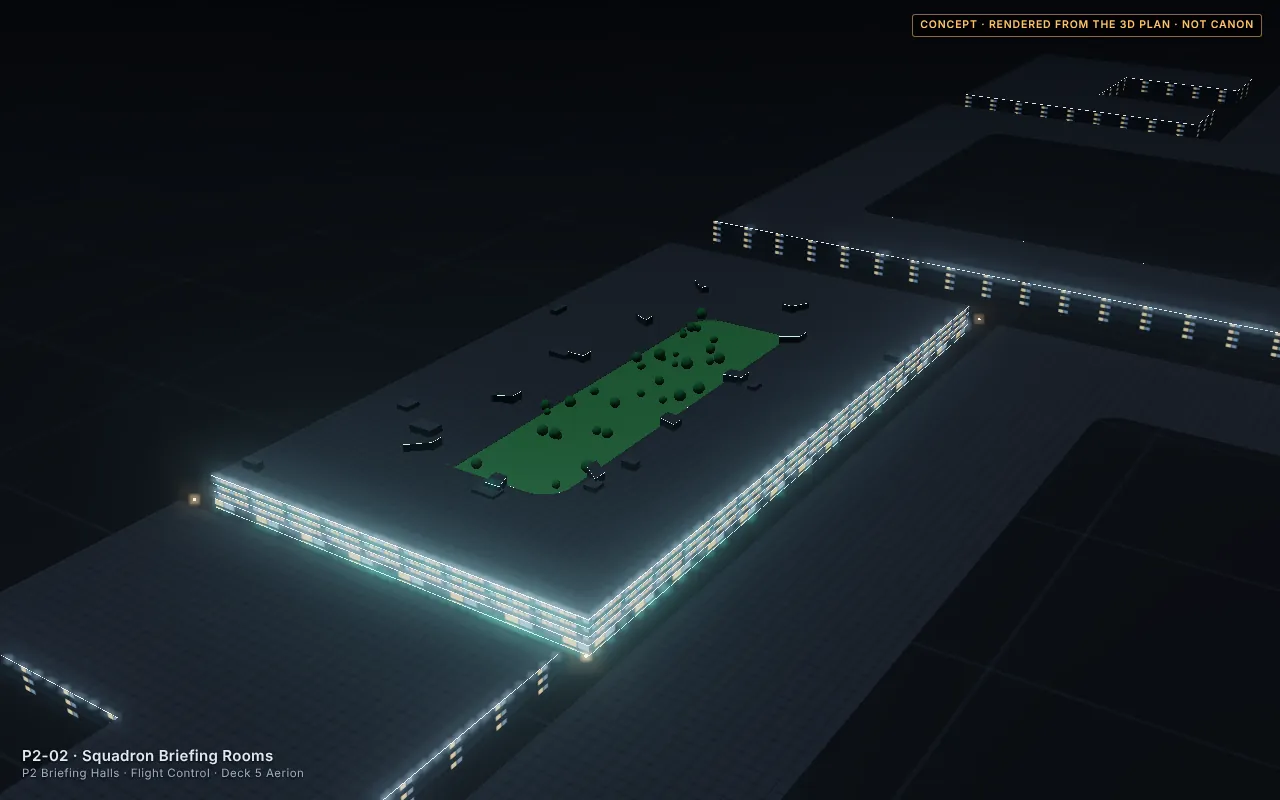 CONCEPT · RENDERED FROM THE 3D PLAN · NOT CANON
P2-02 · Squadron Briefing Rooms
P2 Briefing Halls · Flight Control · Deck 5 Aerion